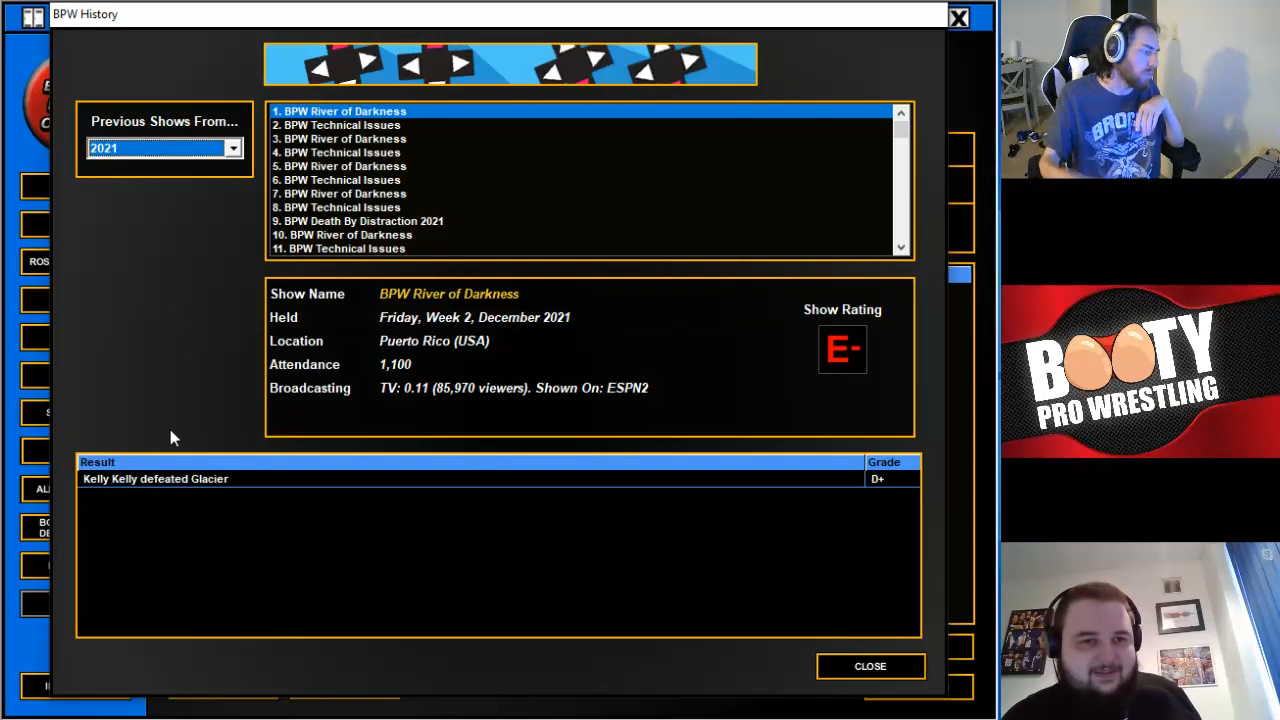 BPW History
X
Previous Shows From...
2021
1. BPW River of Darkness
2. BPW Technical Issues
3. BPW River of Darkness
4. BPW Technical Issues
5. BPW River of Darkness
6. BPW Technical Issues
7. BPW River of Darkness
8. BPW Technical Issues
9. BPW Death By Distraction 2021
10. BPW River of Darkness
11. BPW Technical Issues
Show Name BPW River of Darkness
Held Friday, Week 2, December 2021
Location Puerto Rico (USA)
Attendance 1,100
Broadcasting TV: 0.11 (85,970 viewers). Shown On: ESPN2
Show Rating
E-
Result Grade
Kelly Kelly defeated Glacier D+
CLOSE
ROS
AL
BO
DE
BOOTY
PRO WRESTLING